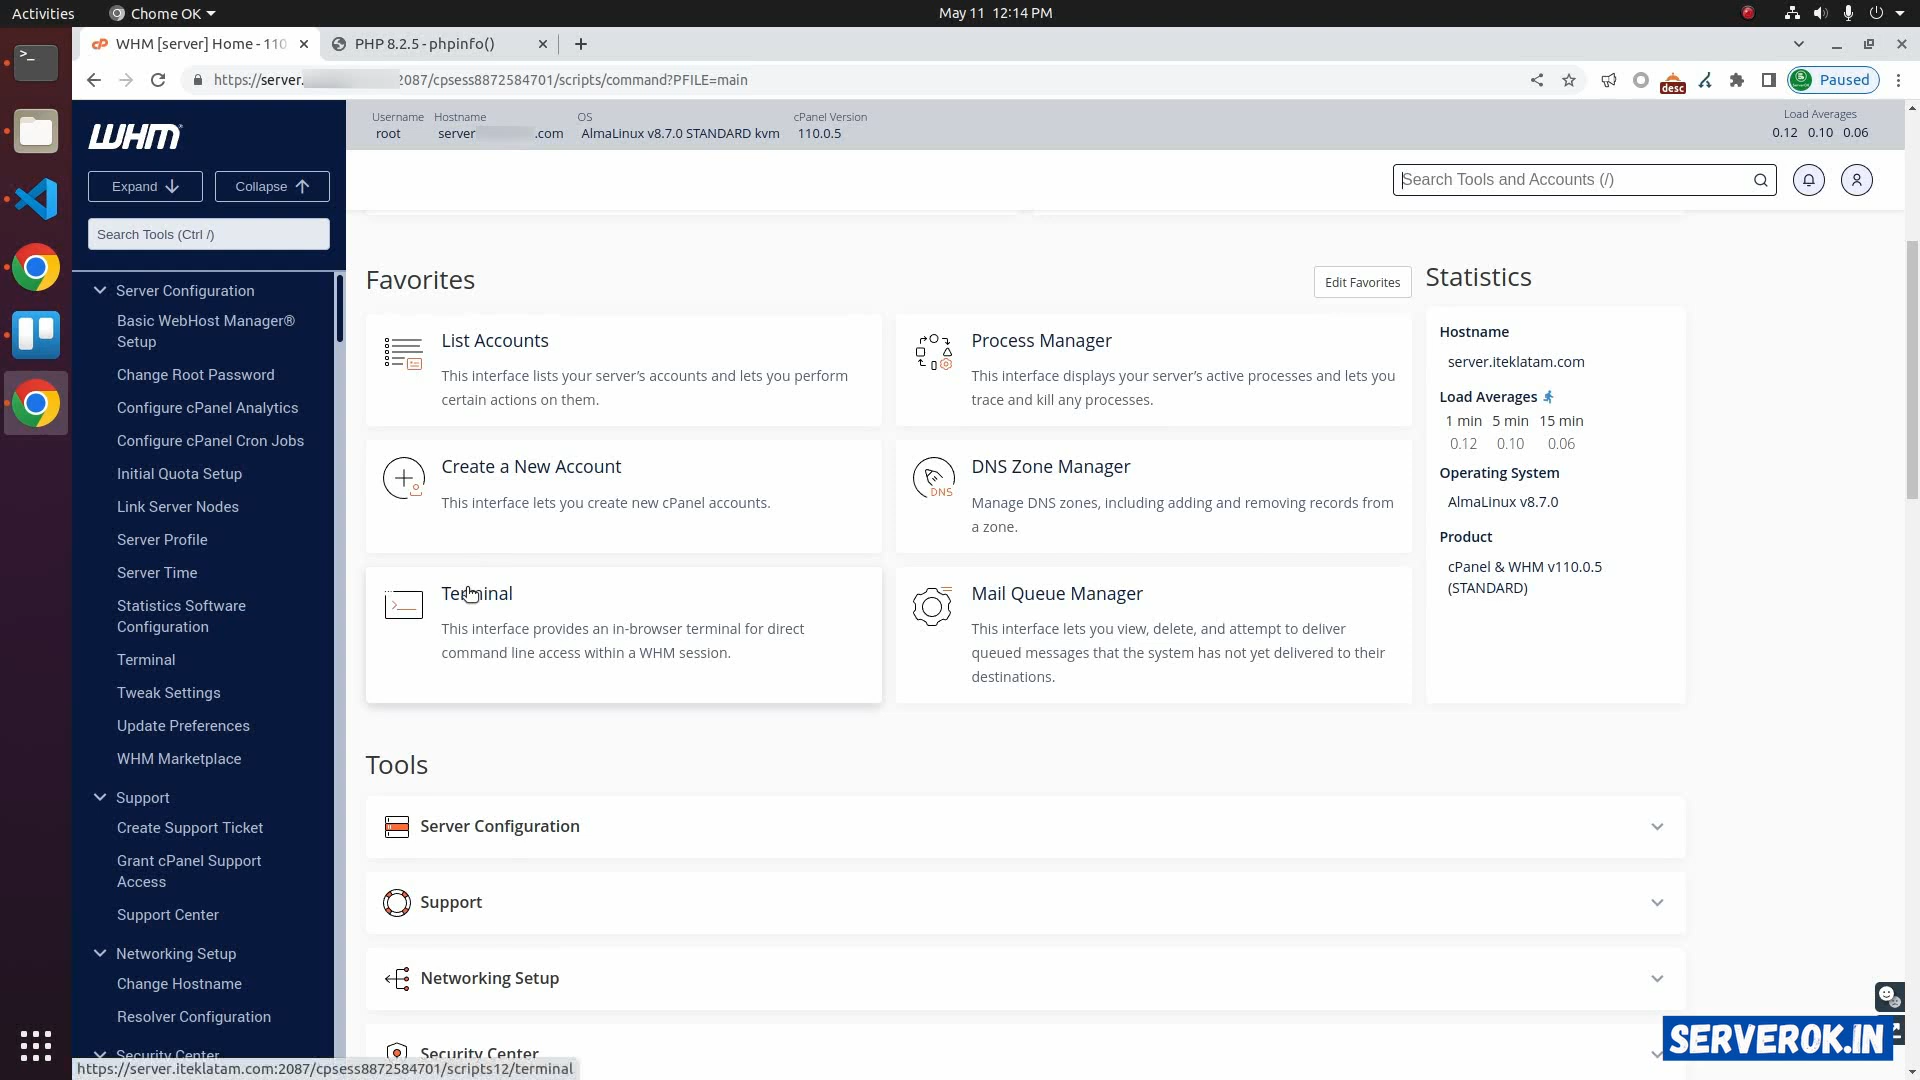 Activities
Chome OK
May 11 12:14 PM
WHM [server] Home - 110
PHP 8.2.5 - phpinfo()
https://server. 2087/cpsess8872584701/scripts/command?PFILE=main
desc
Paused
WHM
Username
root
Hostname
server .com
OS
AlmaLinux v8.7.0 STANDARD kvm
cPanel Version
110.0.5
Load Averages
0.12 0.10 0.06
Expand
Collapse
Search Tools (Ctrl /)
Search Tools and Accounts (/)
Server Configuration
Basic WebHost Manager®
Setup
Change Root Password
Configure cPanel Analytics
Configure cPanel Cron Jobs
Initial Quota Setup
Link Server Nodes
Server Profile
Server Time
Statistics Software
Configuration
Terminal
Tweak Settings
Update Preferences
WHM Marketplace
Support
Create Support Ticket
Grant cPanel Support
Access
Support Center
Networking Setup
Change Hostname
Resolver Configuration
Security Center
Favorites
Edit Favorites
List Accounts
This interface lists your server's accounts and lets you perform
certain actions on them.
Process Manager
This interface displays your server's active processes and lets you
trace and kill any processes.
Create a New Account
This interface lets you create new cPanel accounts.
DNS
DNS Zone Manager
Manage DNS zones, including adding and removing records from
a zone.
Terminal
This interface provides an in-browser terminal for direct
command line access within a WHM session.
Mail Queue Manager
This interface lets you view, delete, and attempt to deliver
queued messages that the system has not yet delivered to their
destinations.
Statistics
Hostname
server.iteklatam.com
Load Averages
1 min 5 min 15 min
0.12 0.10 0.06
Operating System
AlmaLinux v8.7.0
Product
cPanel & WHM v110.0.5
(STANDARD)
Tools
Server Configuration
Support
Networking Setup
Security Center
https://server.iteklatam.com:2087/cpsess8872584701/scripts12/terminal
SERVEROK.IN